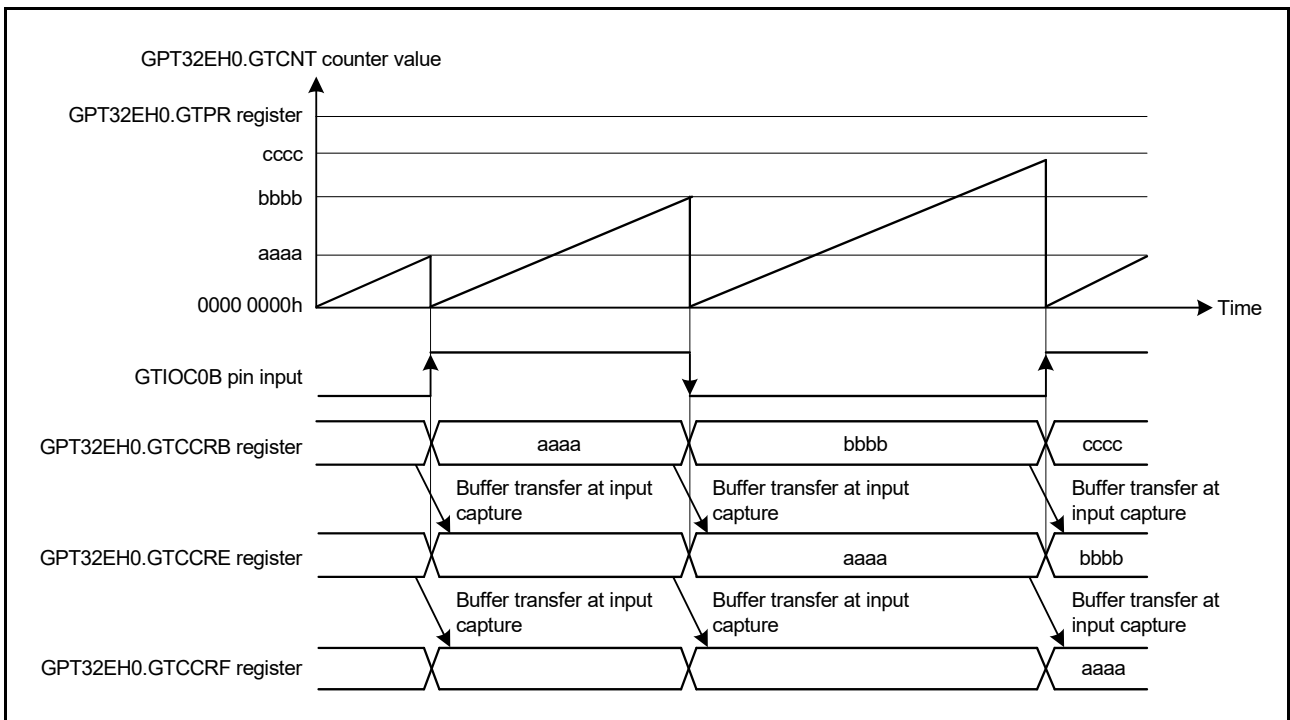 GPT32EH0.GTCNT counter value
GPT32EH0.GTPR register
cccc
bbbb
aaaa
0000 0000h
Time
GTIOC0B pin input
GPT32EH0.GTCCRB register
aaaa
bbbb
cccc
Buffer transfer at input
capture
Buffer transfer at input
capture
Buffer transfer at
input capture
GPT32EH0.GTCCRE register
aaaa
bbbb
Buffer transfer at input
capture
Buffer transfer at input
capture
Buffer transfer at
input capture
GPT32EH0.GTCCRF register
aaaa